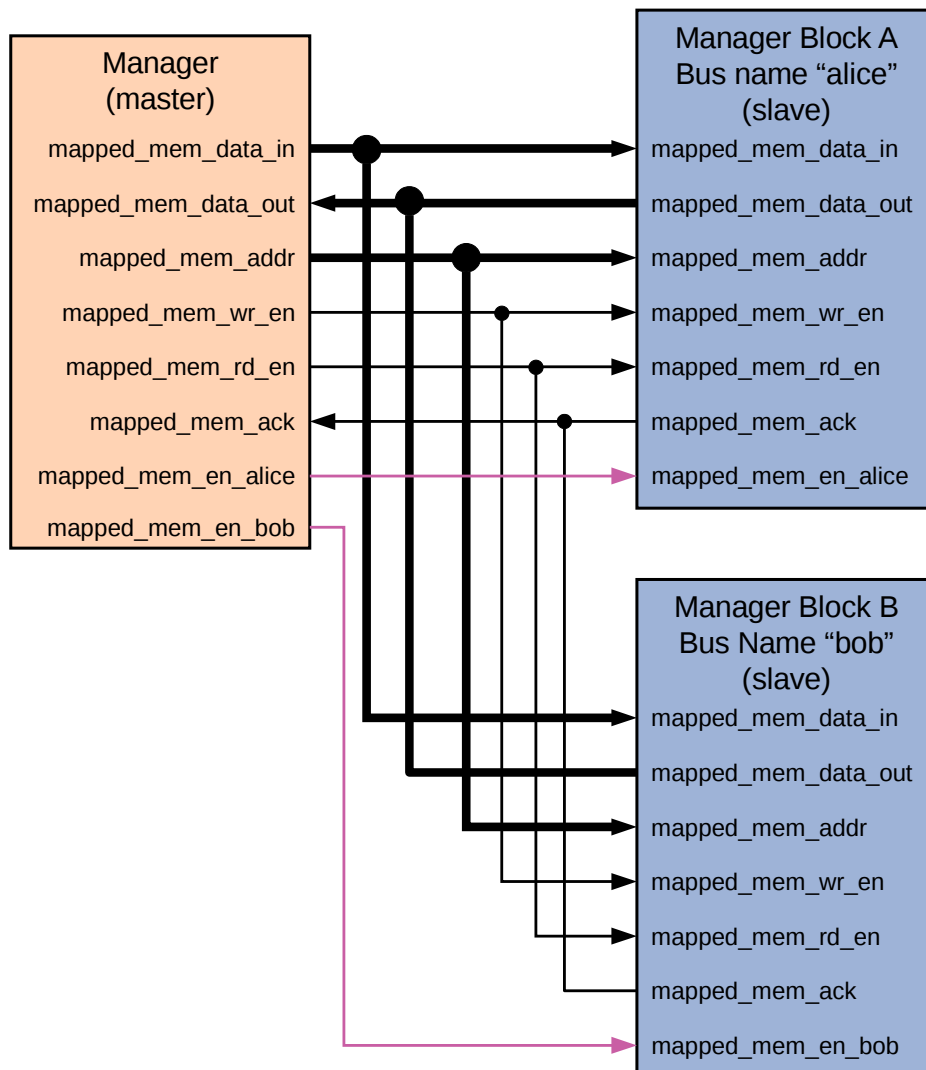 Manager
(master)
mapped_mem_data_in
mapped_mem_data_out
mapped_mem_addr
mapped_mem_wr_en
mapped_mem_rd_en
mapped_mem_ack
mapped_mem_en_alice
mapped_mem_en_bob
Manager Block A
Bus name “alice”
(slave)
mapped_mem_data_in
mapped_mem_data_out
mapped_mem_addr
mapped_mem_wr_en
mapped_mem_rd_en
mapped_mem_ack
mapped_mem_en_alice
Manager Block B
Bus Name “bob”
(slave)
mapped_mem_data_in
mapped_mem_data_out
mapped_mem_addr
mapped_mem_wr_en
mapped_mem_rd_en
mapped_mem_ack
mapped_mem_en_bob